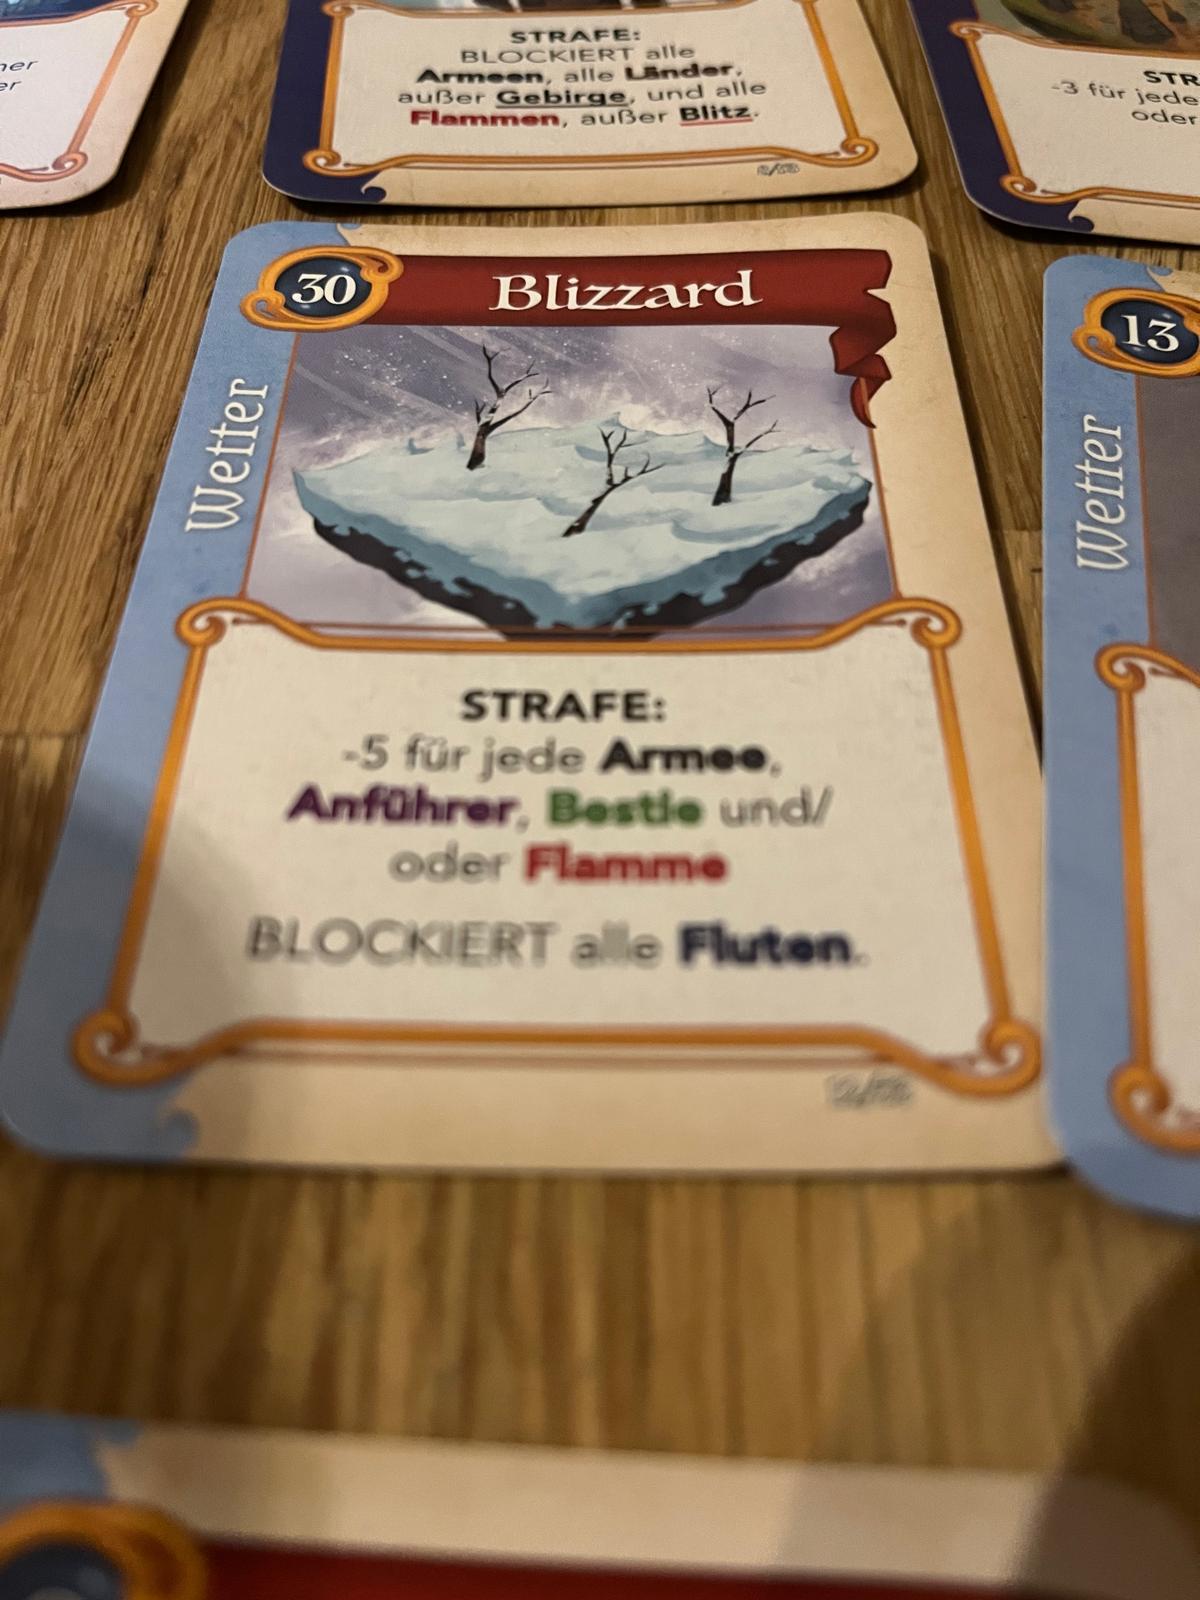 STRAFE:
BLOCKIERT alle
Armeen, alle Länder,
außer Gebirge, und alle
Flammen, außer Blitz.
-3 für jede
oder
30
Blizzard
Wetter
STRAFE:
-5 für jede Armee,
Anführer, Bestie und/
oder Flamme
BLOCKIERT alle Fluten.
13
Wetter